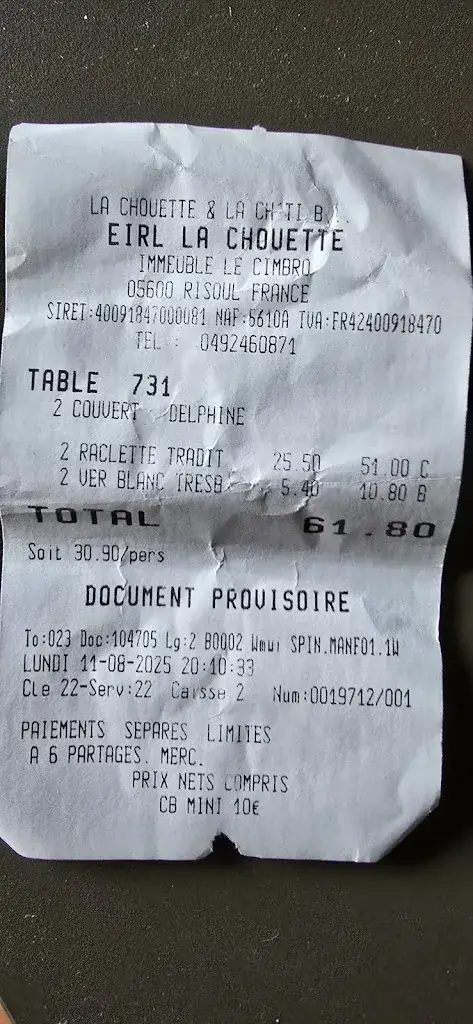 LA CHOUETTE & LA CH'TI B...
EIRL LA CHOUETTE
IMMEUBLE LE CIMBRO
05600 RISOUL FRANCE
SIRET:40091847000081 NAF:5610A TVA:FR42400918470
TEL : 0492460871
TABLE 731
2 COUVERT DELPHINE
2 RACLETTE TRADIT 25.50 51.00 C
2 VER BLANC TRESB 5.40 10.80 B
TOTAL 61.80
Soit 30.90/pers
DOCUMENT PROVISOIRE
To:023 Doc:104705 Lg:2 B0002 Wmui SPIN.MANF01.1W
LUNDI 11-08-2025 20:10:39
Cle 22-Serv:22 Caisse 2 Num:0019712/001
PAIEMENTS SEPARES LIMITES
A 6 PARTAGES. MERC.
PRIX NETS COMPRIS
CB MINI 10€